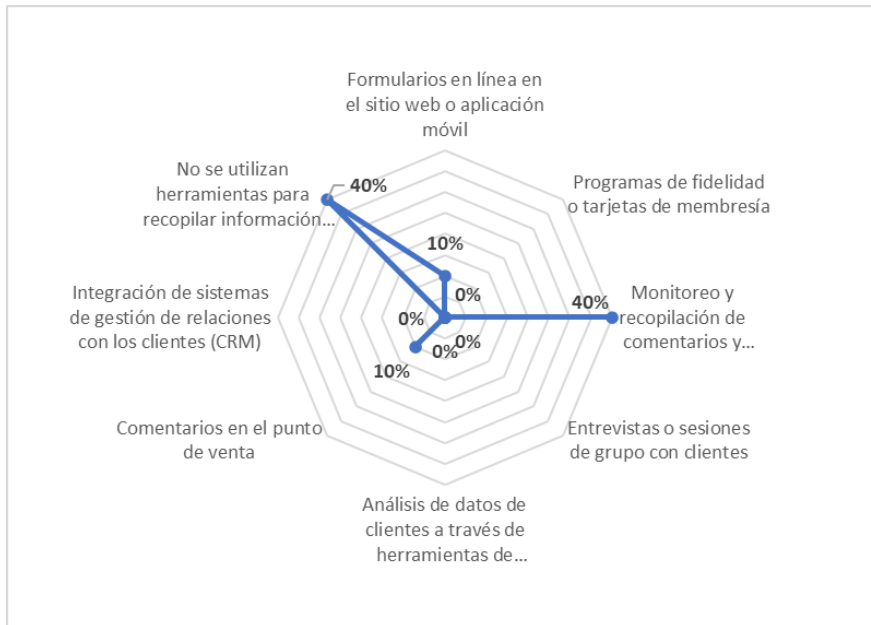 Formularios en línea en
el sitio web o aplicación
móvil
No se utilizan
herramientas para
recopilar información...
40%
Programas de fidelidad
o tarjetas de membresía
10%
0%
Integración de sistemas
de gestión de relaciones
con los clientes (CRM)
0%
40%
Monitoreo y
recopilación de
comentarios y...
0%
0%
10%
Comentarios en el punto
de venta
Entrevistas o sesiones
de grupo con clientes
Análisis de datos de
clientes a través de
herramientas de...